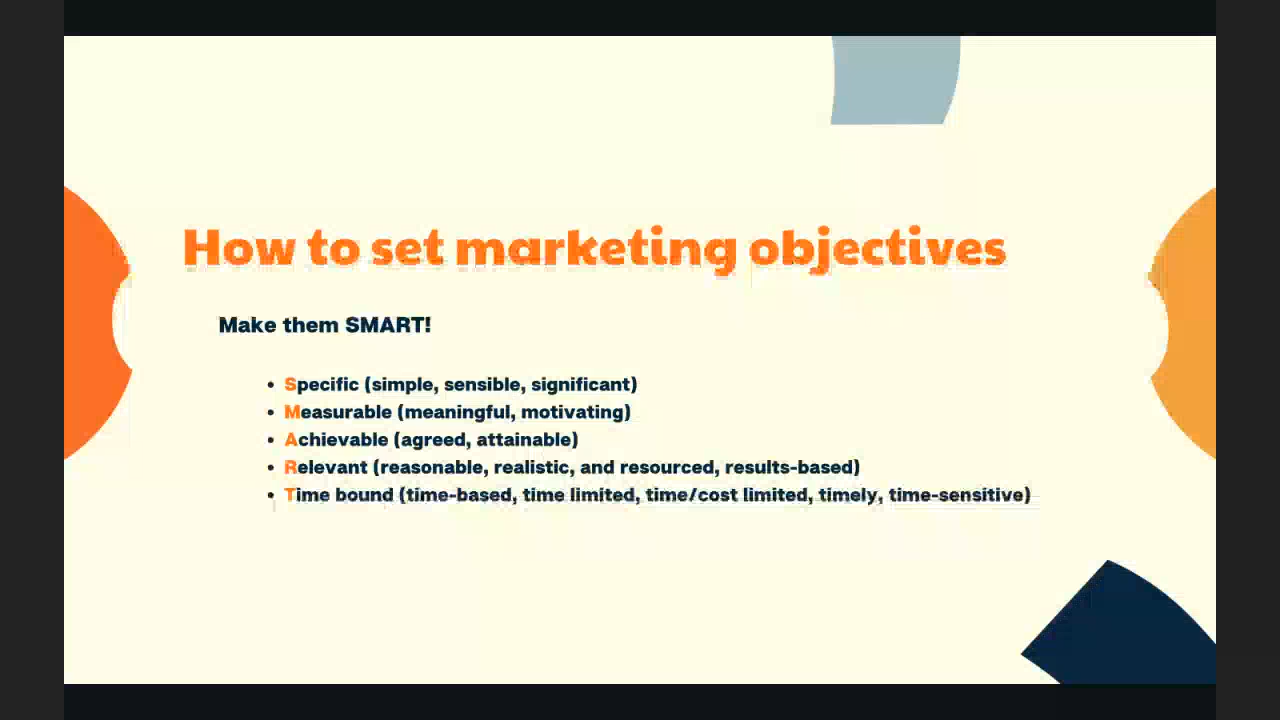 How to set marketing objectives
Make them SMART!
• Specific (simple, sensible, significant)
• Measurable (meaningful, motivating)
• Achievable (agreed, attainable)
• Relevant (reasonable, realistic, and resourced, results-based)
• Time bound (time-based, time limited, time/cost limited, timely, time-sensitive)